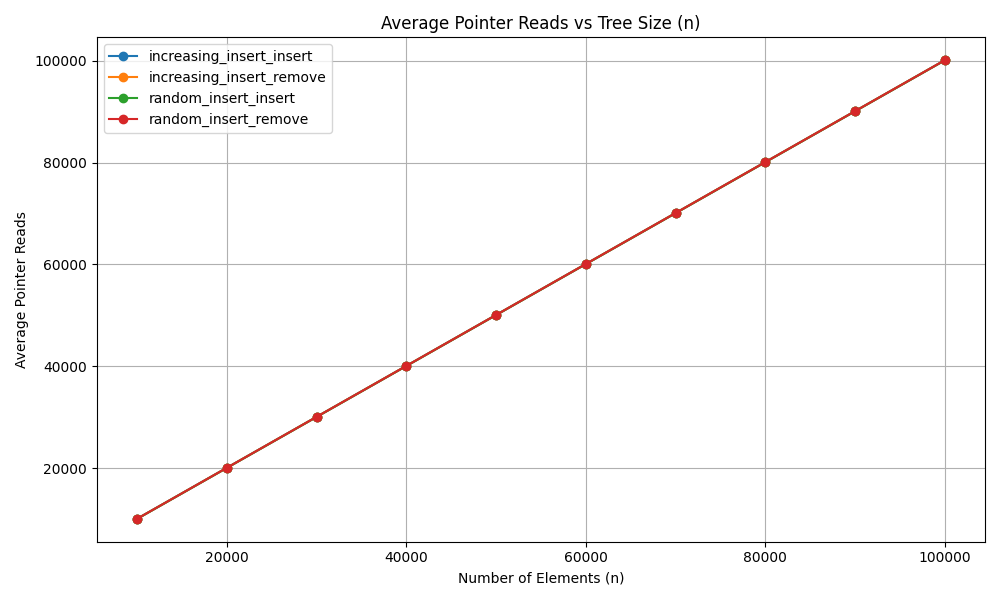 Average Pointer Reads vs Tree Size (n)
increasing_insert_insert
increasing_insert_remove
random_insert_insert
random_insert_remove
100000
80000
60000
40000
20000
Average Pointer Reads
20000 40000 60000 80000 100000
Number of Elements (n)